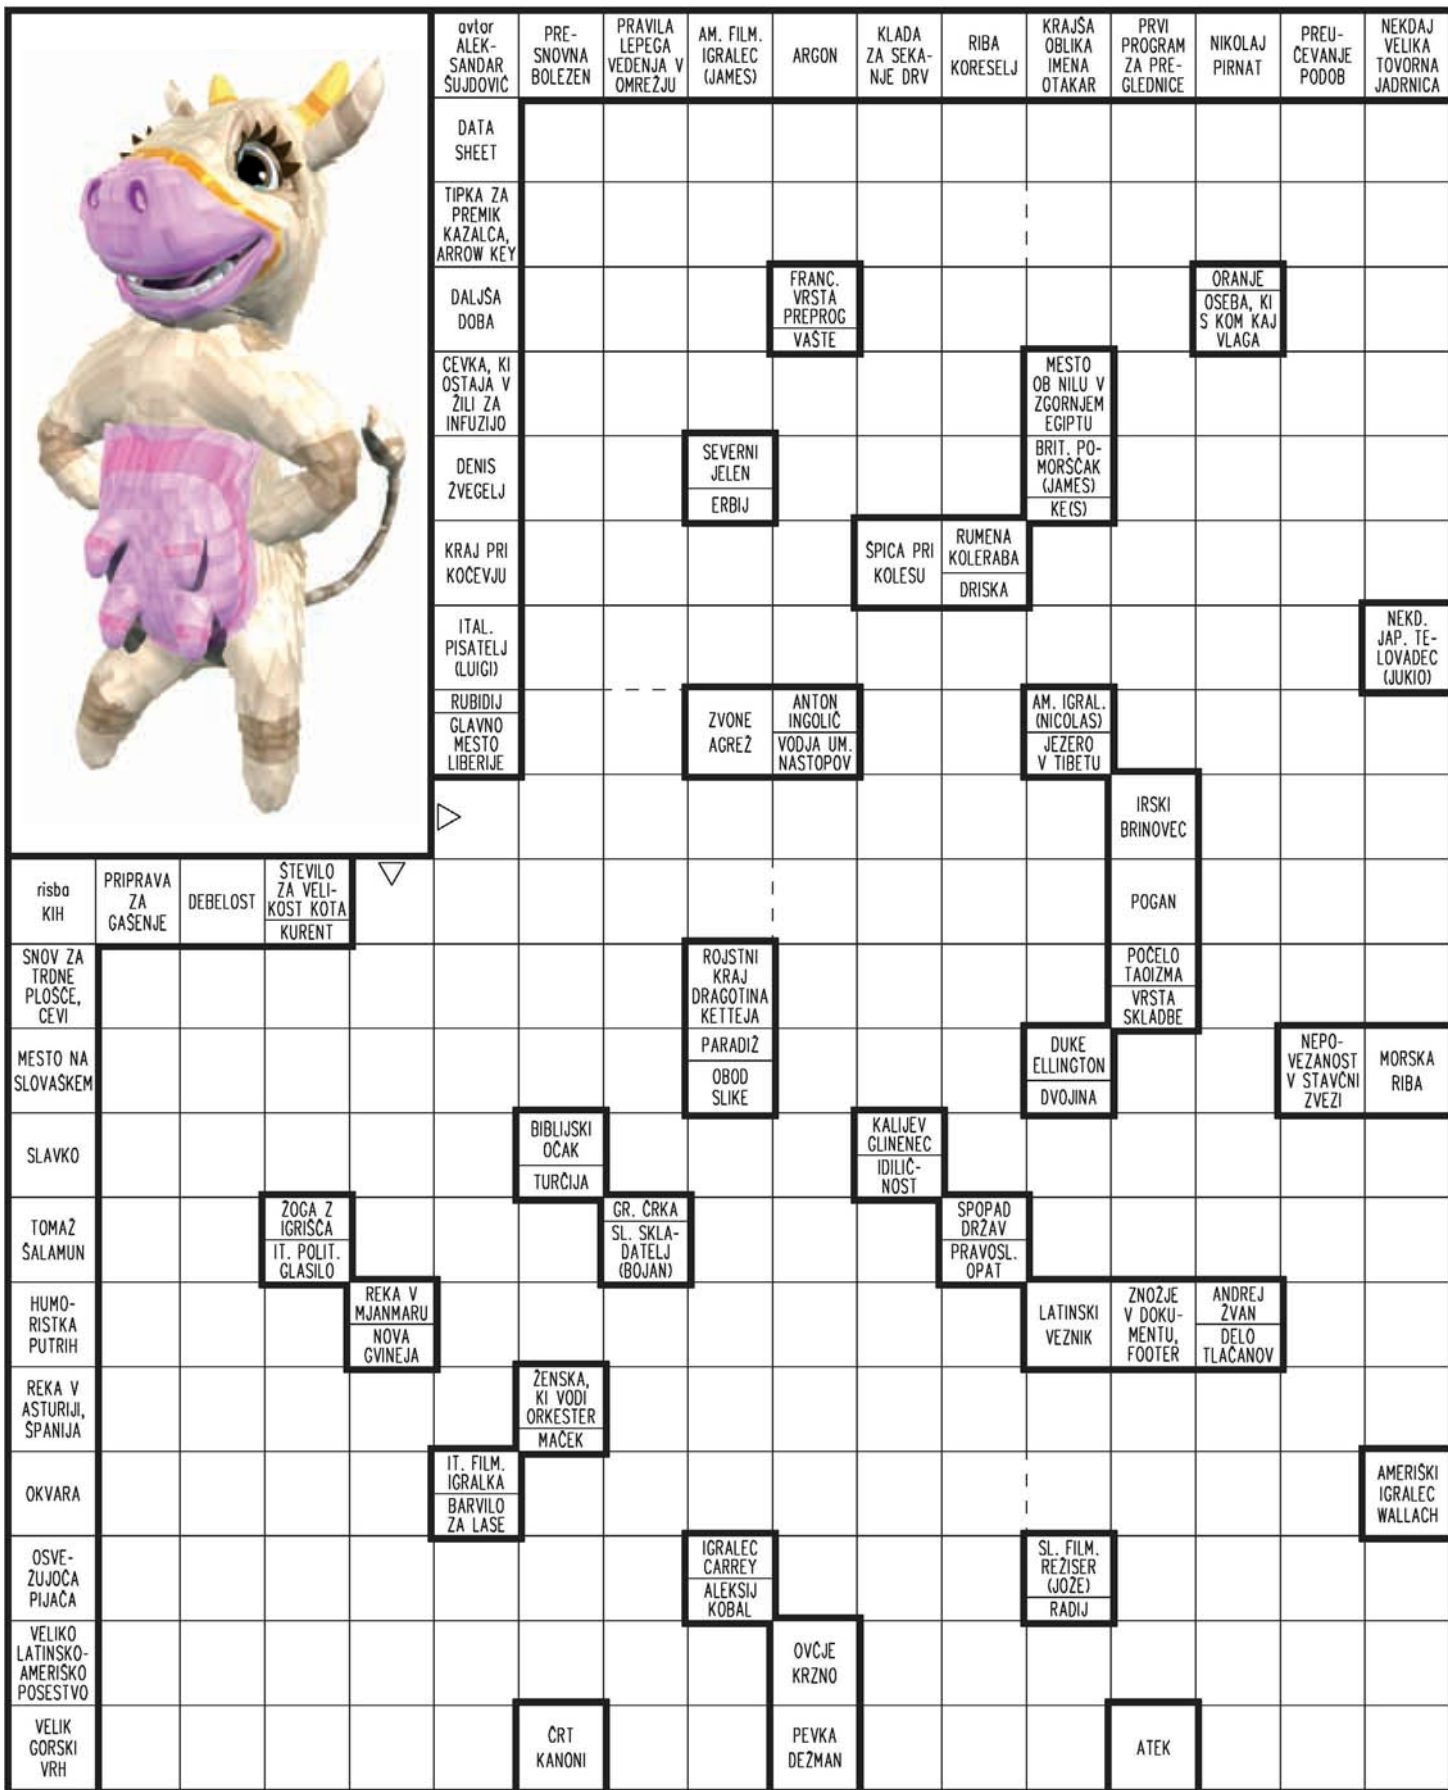 avtor
ALEK-
SANDAR
ŠUJDOVIĆ
PRE-
SNOVNA
BOLEZEN
PRAVILA
LEPEGA
VEDENJA V
OMREŽJU
AM. FILM.
IGRALEC
(JAMES)
ARGON
KLADA
ZA SEKA-
NJE DRV
RIBA
KORESELJ
KRAJŠA
OBLIKA
IMENA
OTAKAR
PRVI
PROGRAM
ZA PRE-
GLEDNICE
NIKOLAJ
PIRNAT
PREU-
ČEVANJE
PODOB
NEKDAJ
VELIKA
TOVORNA
JADRNICA
DATA
SHEET
TIPKA ZA
PREMIK
KAZALCA,
ARROW KEY
DALJŠA
DOBA
FRANC.
VRSTA
PREPROG
VAŠTE
ORANJE
OSEBA, KI
S KOM KAJ
VLAGA
CEVKA, KI
OSTAJA V
ŽILI ZA
INFUZIJO
MESTO
OB NILU V
ZGORNJEM
EGIPTU
DENIS
ŽVEGELJ
SEVERNI
JELEN
ERBIJ
BRIT. PO-
MORŠČAK
(JAMES)
KE(S)
KRAJ PRI
KOČEVJU
ŠPICA PRI
KOLESU
RUMENA
KOLERABA
DRISKA
ITAL.
PISATELJ
(LUIGI)
NEKD.
JAP. TE-
LOVADEC
(JUKIO)
RUBIDIJ
GLAVNO
MESTO
LIBERIJE
ZVONE
AGREŽ
ANTON
INGOLIČ
VODJA UM.
NASTOPOV
AM. IGRAL.
(NICOLAS)
JEZERO
V TIBETU
IRSKI
BRINOVEC
risba
KIH
PRIPRAVA
ZA
GAŠENJE
DEBELOST
ŠTEVILO
ZA VELI-
KOST KOTA
KURENT
POGAN
SNOV ZA
TRDNE
PLOŠČE,
CEVI
ROJSTNI
KRAJ
DRAGOTINA
KETTEJA
POČELO
TAOIZMA
VRSTA
SKLADBE
MESTO NA
SLOVAŠKEM
PARADIŽ
OBOD
SLIKE
DUKE
ELLINGTON
DVOJINA
NEPO-
VEZANOST
V STAVČNI
ZVEZI
MORSKA
RIBA
SLAVKO
BIBLIJSKI
OČAK
TURČIJA
KALIJEV
GLINENEC
IDILIČ-
NOST
TOMAŽ
ŠALAMUN
ŽOGA Z
IGRIŠČA
IT. POLIT.
GLASILO
GR. ČRKA
SL. SKLA-
DATELJ
(BOJAN)
SPOPAD
DRŽAV
PRAVOSL.
OPAT
HUMO-
RISTKA
PUTRIH
REKA V
MJANMARU
NOVA
GVINEJA
LATINSKI
VEZNIK
ZNOŽJE
V DOKU-
MENTU,
FOOTER
ANDREJ
ŽVAN
DELO
TLAČANOV
REKA V
ASTURIJI,
ŠPANIJA
ŽENSKA,
KI VODI
ORKESTER
MAČEK
OKVARA
IT. FILM.
IGRALKA
BARVILO
ZA LASE
AMERIŠKI
IGRALEC
WALLACH
OSVE-
ŽUJOČA
PIJAČA
IGRALEC
CARREY
ALEKSIJ
KOBAL
SL. FILM.
REŽISER
(JOŽE)
RADIJ
VELIKO
LATINSKO-
AMERIŠKO
POSESTVO
OVČJE
KRZNO
VELIK
GORSKI
VRH
ČRT
KANONI
PEVKA
DEŽMAN
ATEK